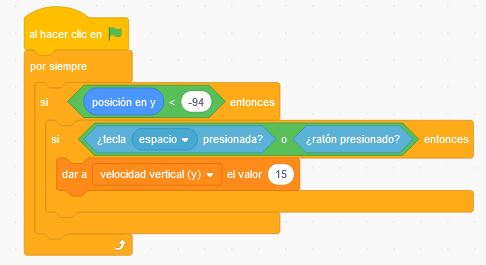 al hacer clic en
por siempre
si posición en y < -94 entonces
si ¿tecla espacio presionada? o ¿ratón presionado? entonces
dar a velocidad vertical (y) el valor 15